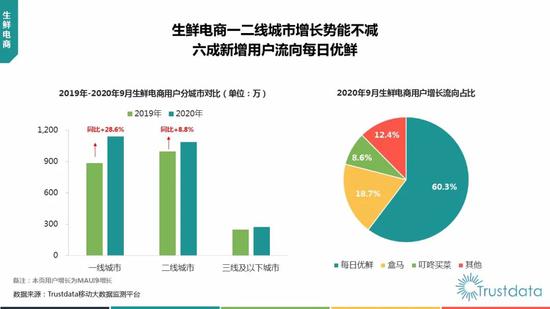 生鲜电商
生鲜电商一二线城市增长势能不减
六成新增用户流向每日优鲜
2019年-2020年9月生鲜电商用户分城市对比（单位：万）
2019年 2020年
1,200
900
600
300
0
同比+28.6%
同比+8.8%
一线城市 二线城市 三线及以下城市
2020年9月生鲜电商用户增长流向占比
12.4%
8.6%
18.7%
60.3%
每日优鲜 盒马 叮咚买菜 其他
备注：本页用户增长为MAU净增长
数据来源：Trustdata移动大数据监测平台
Trustdata